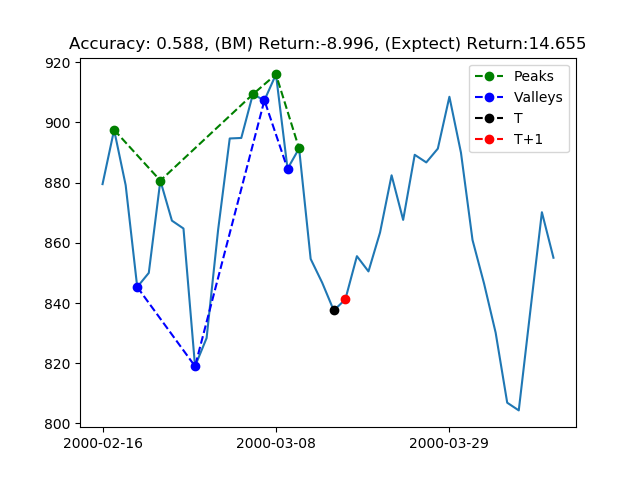 Accuracy: 0.588, (BM) Return:-8.996, (Exptect) Return:14.655
920
900
880
860
840
820
800
2000-02-16
2000-03-08
2000-03-29
Peaks
Valleys
T
T+1